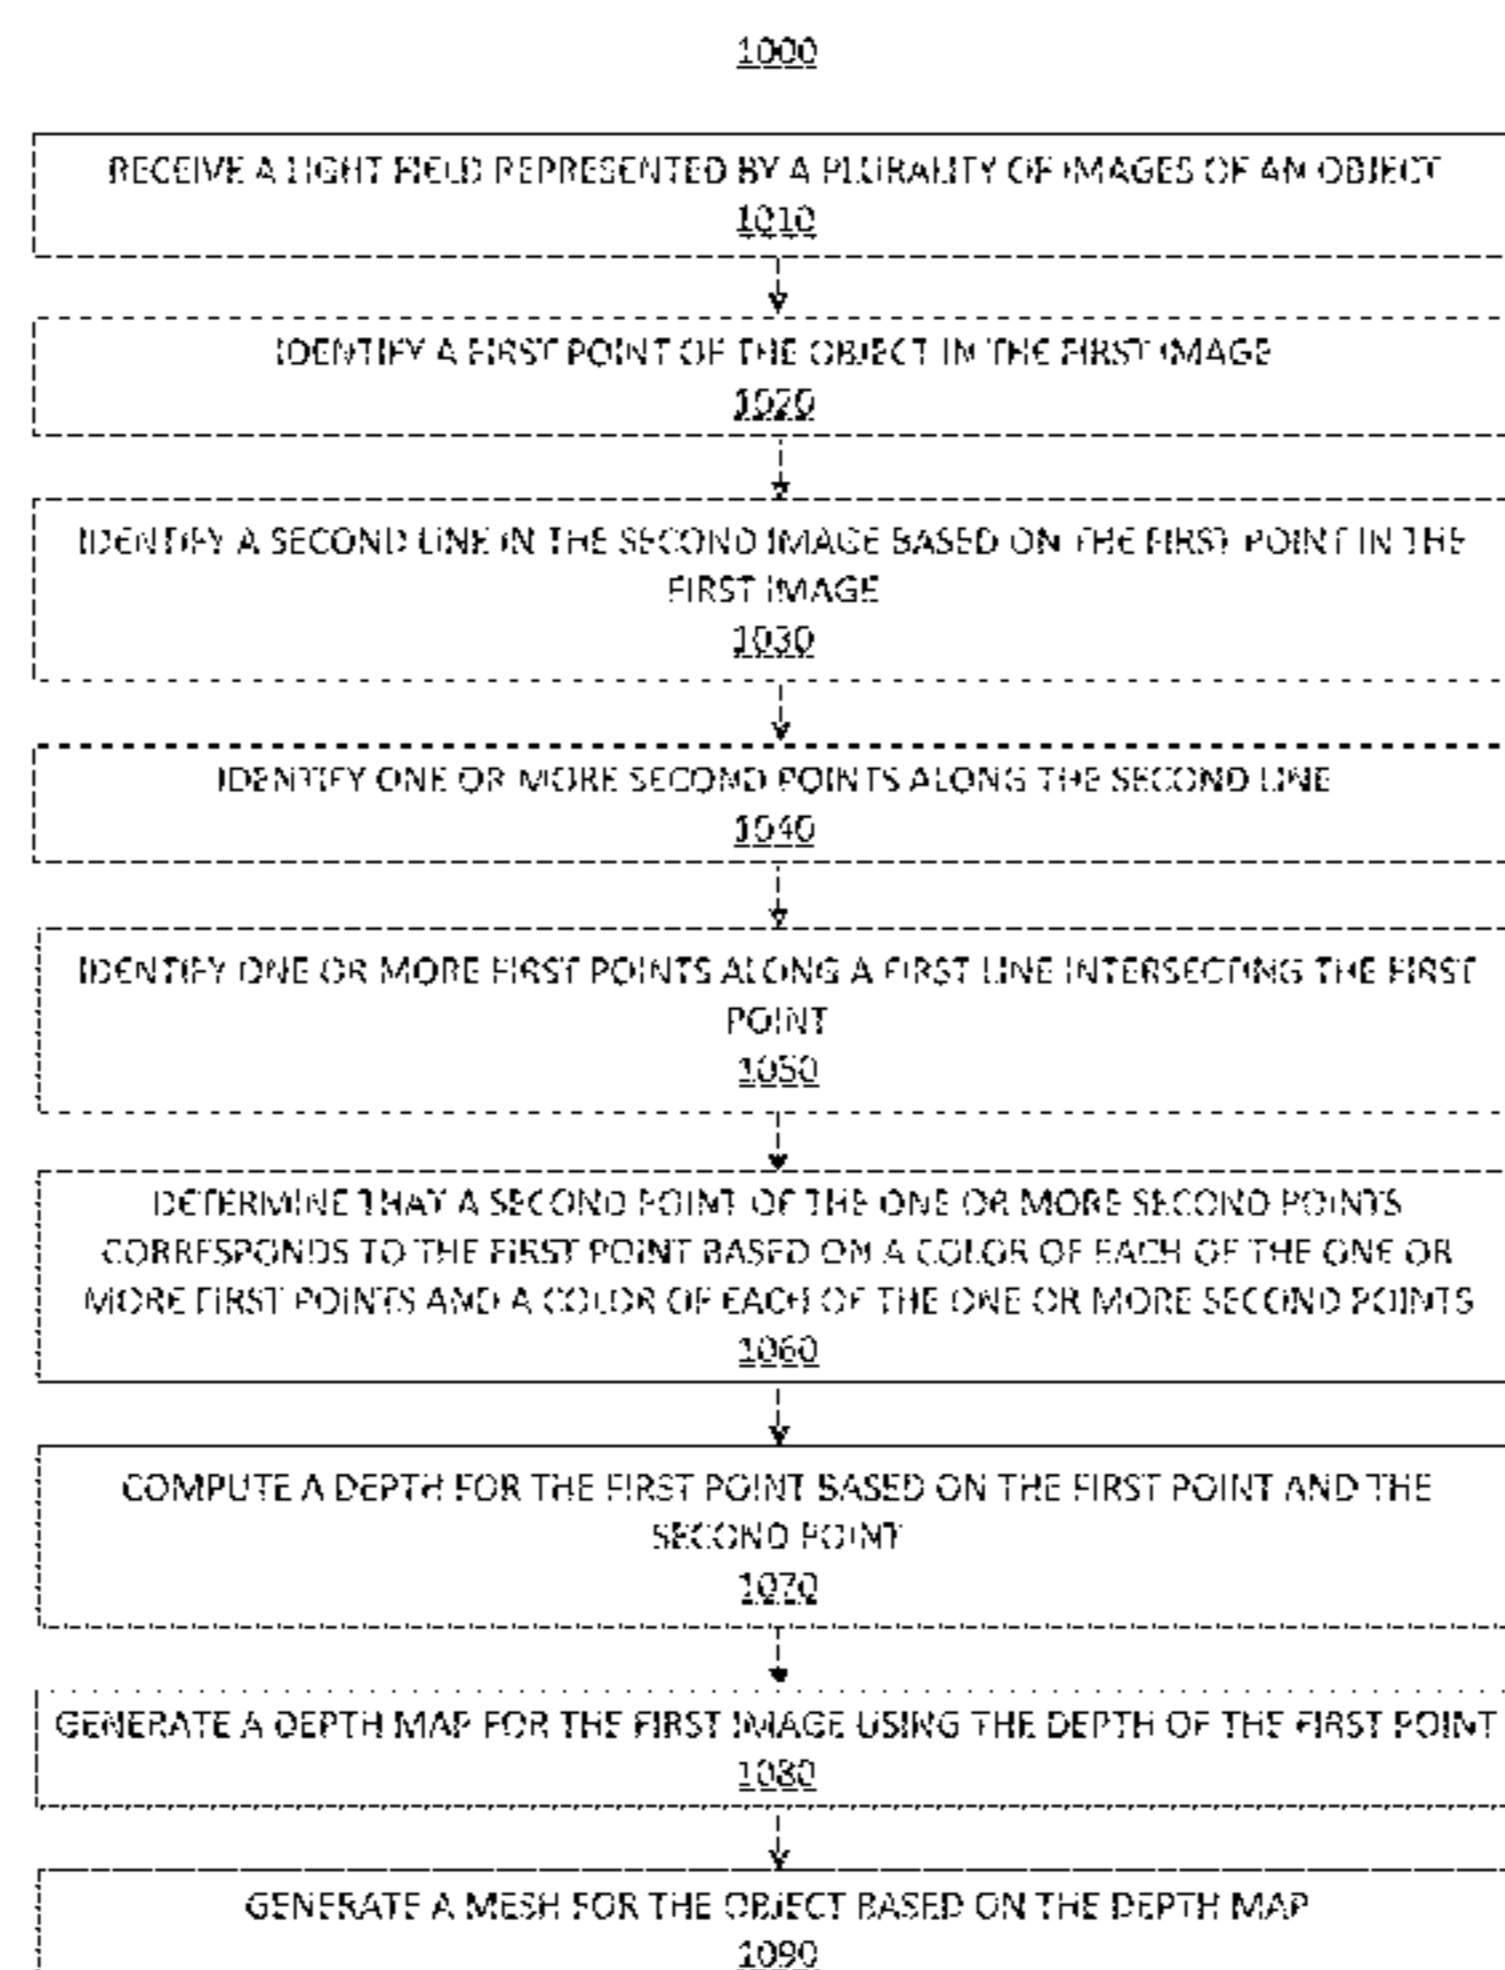 1000
RECEIVE A LIGHT FIELD REPRESENTED BY A PLURALITY OF IMAGES OF AN OBJECT
1010
IDENTIFY A FIRST POINT OF THE OBJECT IN THE FIRST IMAGE
1020
IDENTIFY A SECOND LINE IN THE SECOND IMAGE BASED ON THE FIRST POINT IN THE
FIRST IMAGE
1030
IDENTIFY ONE OR MORE SECOND POINTS ALONG THE SECOND LINE
1040
IDENTIFY ONE OR MORE FIRST POINTS ALONG A FIRST LINE INTERSECTING THE FIRST
POINT
1050
DETERMINE THAT A SECOND POINT OF THE ONE OR MORE SECOND POINTS
CORRESPONDS TO THE FIRST POINT BASED ON A COLOR OF EACH OF THE ONE OR
MORE FIRST POINTS AND A COLOR OF EACH OF THE ONE OR MORE SECOND POINTS
1060
COMPUTE A DEPTH FOR THE FIRST POINT BASED ON THE FIRST POINT AND THE
SECOND POINT
1070
GENERATE A DEPTH MAP FOR THE FIRST IMAGE USING THE DEPTH OF THE FIRST POINT
1080
GENERATE A MESH FOR THE OBJECT BASED ON THE DEPTH MAP
1090